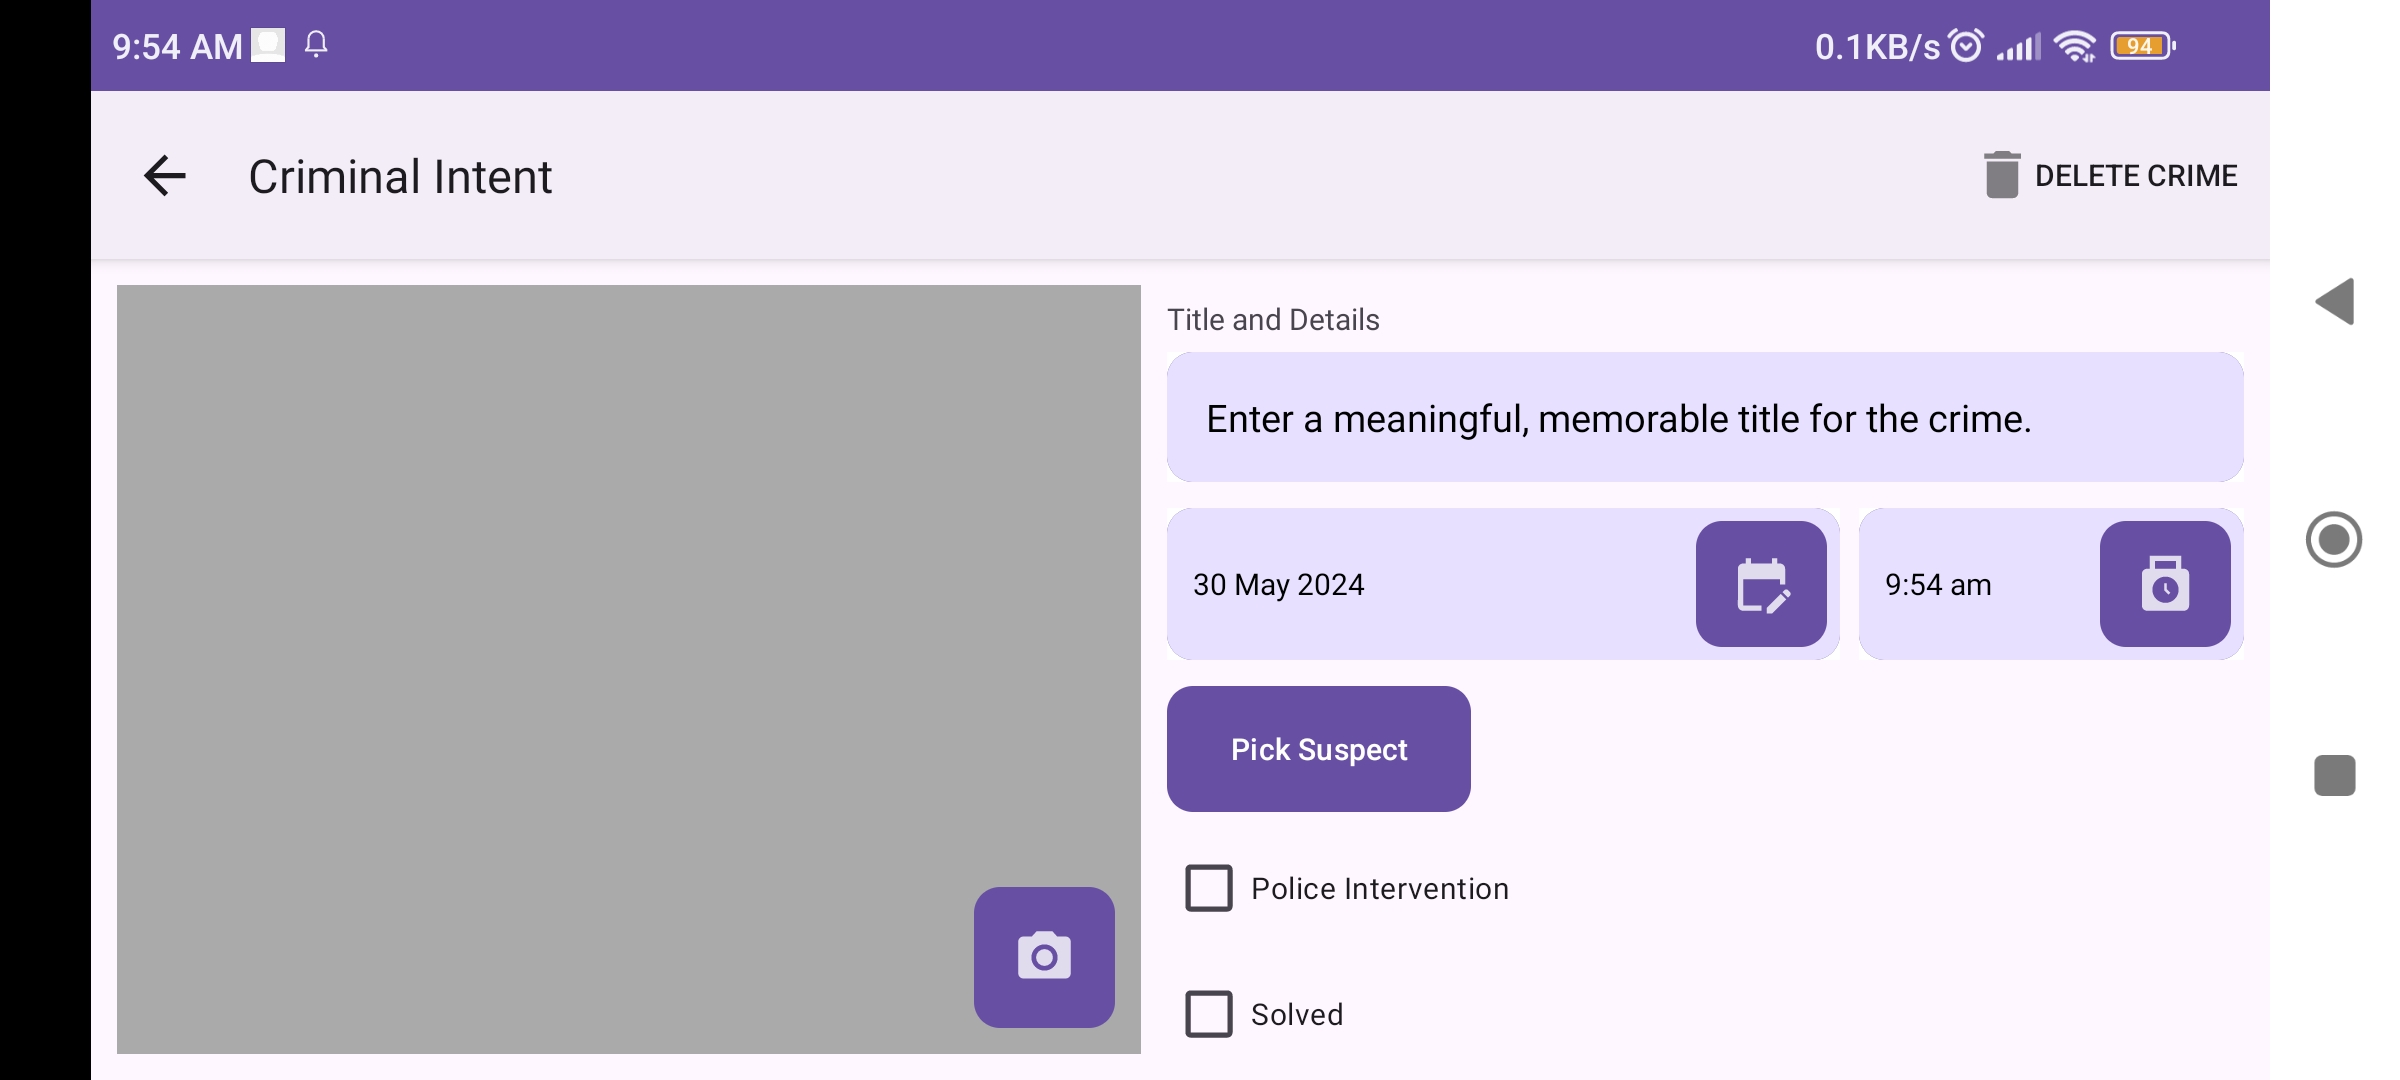 9:54 AM
0.1KB/s
94
Criminal Intent
DELETE CRIME
Title and Details
Enter a meaningful, memorable title for the crime.
30 May 2024
9:54 am
Pick Suspect
Police Intervention
Solved